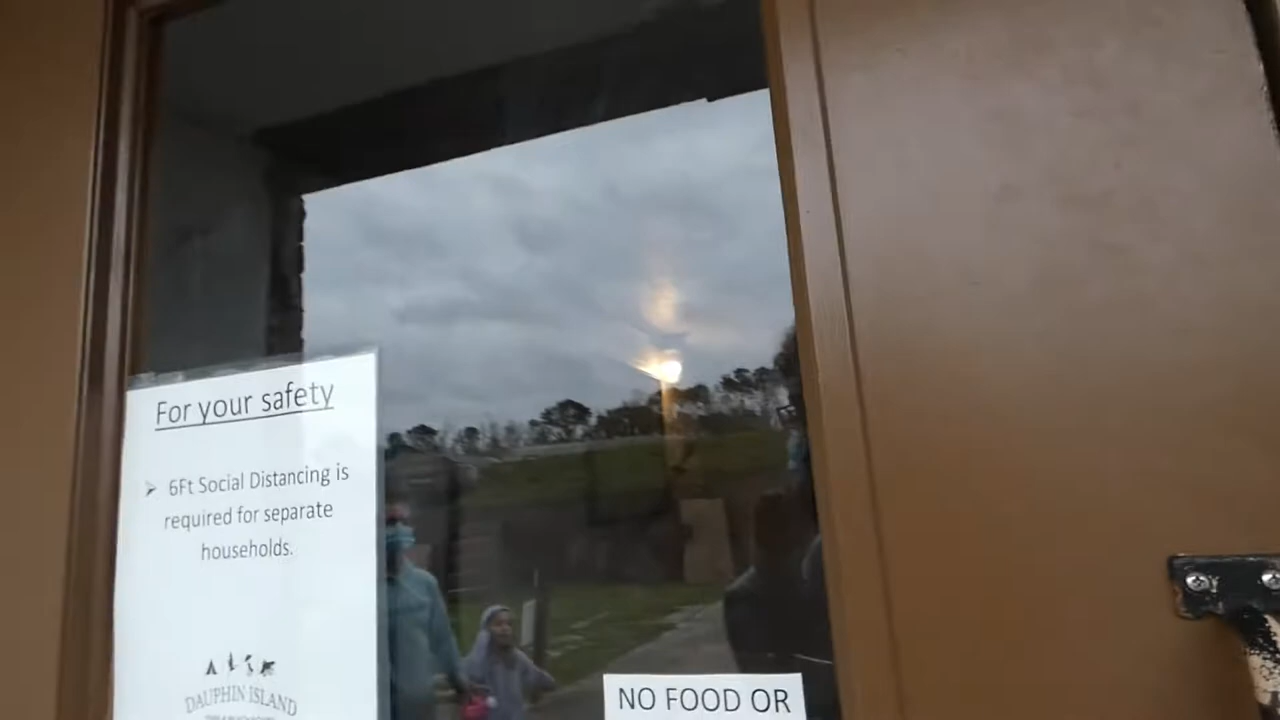 For your safety
➢ 6Ft Social Distancing is
required for separate
households.
DAUPHIN ISLAND
NO FOOD OR